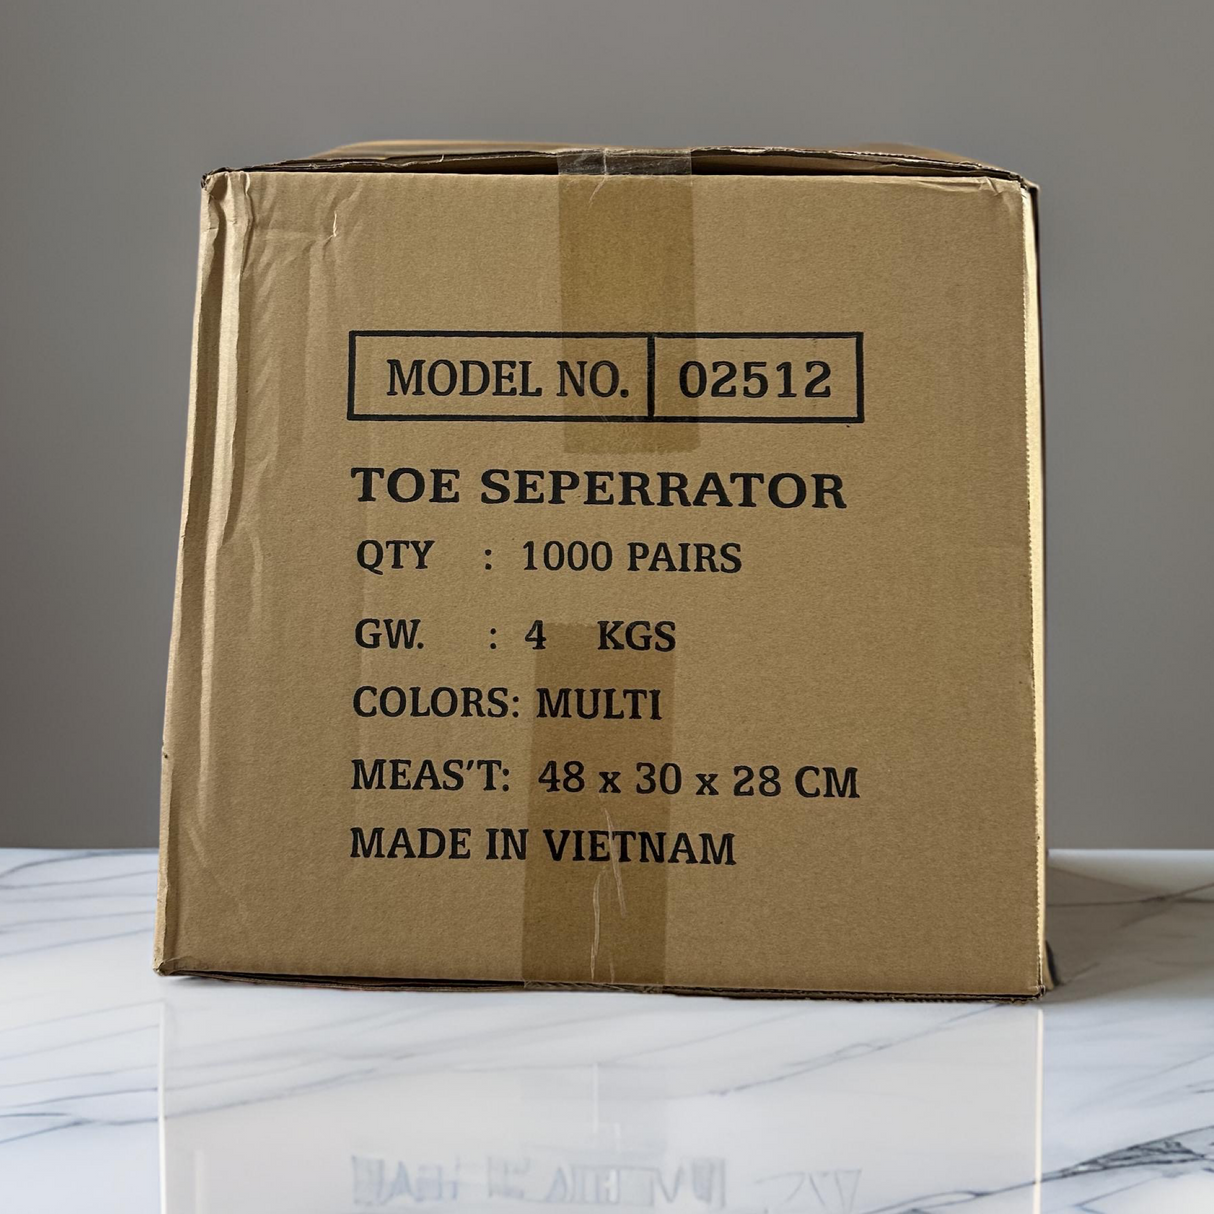 MODEL NO. 02512
TOE SEPERRATOR
QTY : 1000 PAIRS
GW. : 4 KGS
COLORS: MULTI
MEAS'T: 48 x 30 x 28 CM
MADE IN VIETNAM